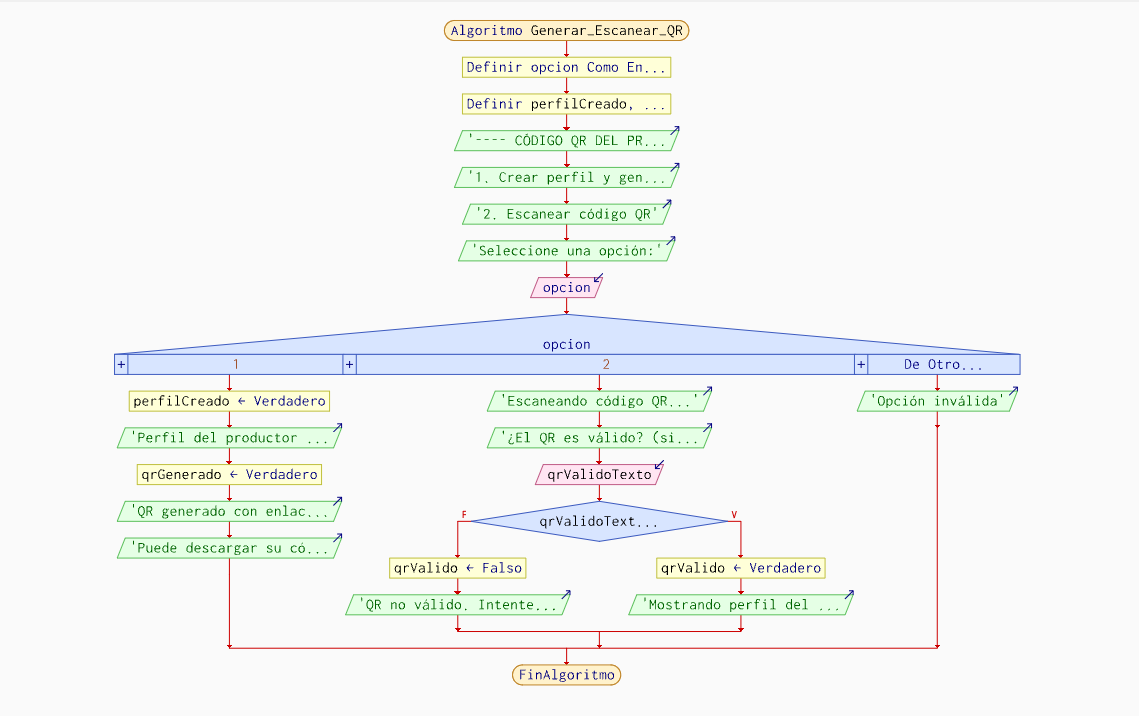 Algoritmo Generar_Escanear_QR
Definir opcion Como En...
Definir perfilCreado, ...
'---- CÓDIGO QR DEL PR...
'1. Crear perfil y gen...
'2. Escanear código QR'
'Seleccione una opción:'
opcion
opcion
+ 1 + 2 + De Otro...
perfilCreado ← Verdadero
'Perfil del productor ...
qrGenerado ← Verdadero
'QR generado con enlac...
'Puede descargar su có...
'Escaneando código QR...'
'¿El QR es válido? (si...
qrValidoTexto
qrValidoText...
F
V
qrValido ← Falso
'QR no válido. Intente...
qrValido ← Verdadero
'Mostrando perfil del ...
'Opción inválida'
FinAlgoritmo